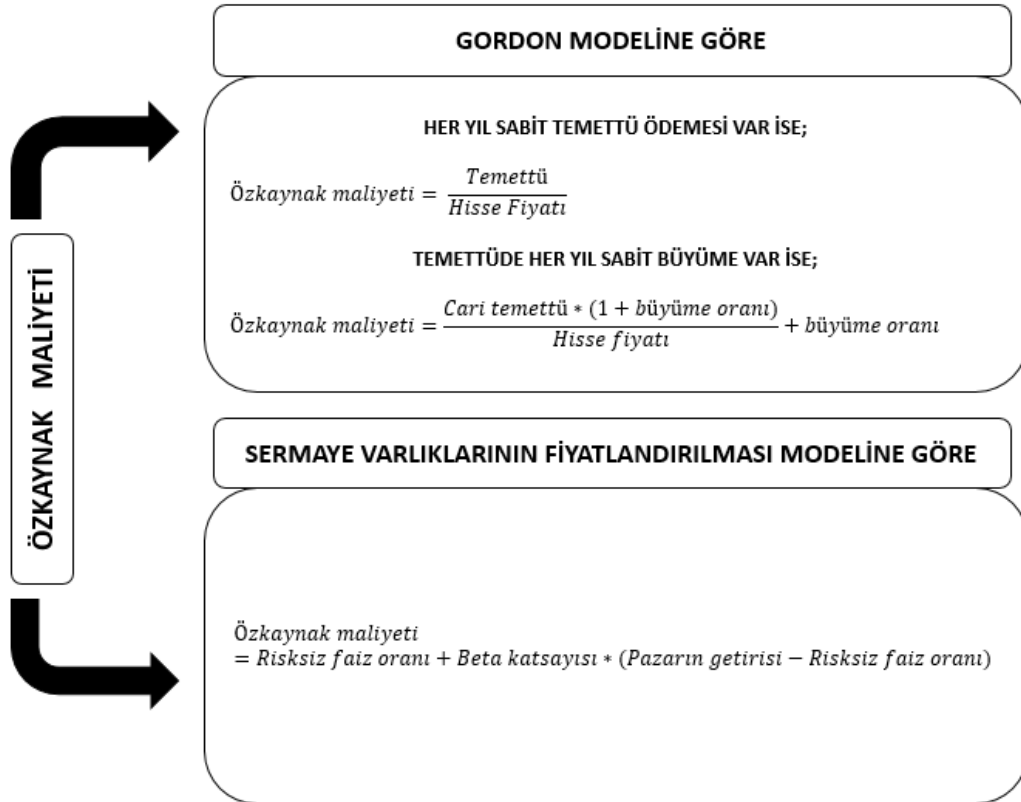 ÖZKAYNAK MALİYETİ
GORDON MODELİNE GÖRE
HER YIL SABİT TEMETTÜ ÖDEMESİ VAR İSE;
Özkaynak maliyeti = Temettü / Hisse Fiyatı
TEMETTÜDE HER YIL SABİT BÜYÜME VAR İSE;
Özkaynak maliyeti = Cari temettü * (1 + büyüme oranı) / Hisse fiyatı + büyüme oranı
SERMAYE VARLIKLARININ FİYATLANDIRILMASI MODELİNE GÖRE
Özkaynak maliyeti
= Risksiz faiz oranı + Beta katsayısı * (Pazarın getirisi − Risksiz faiz oranı)